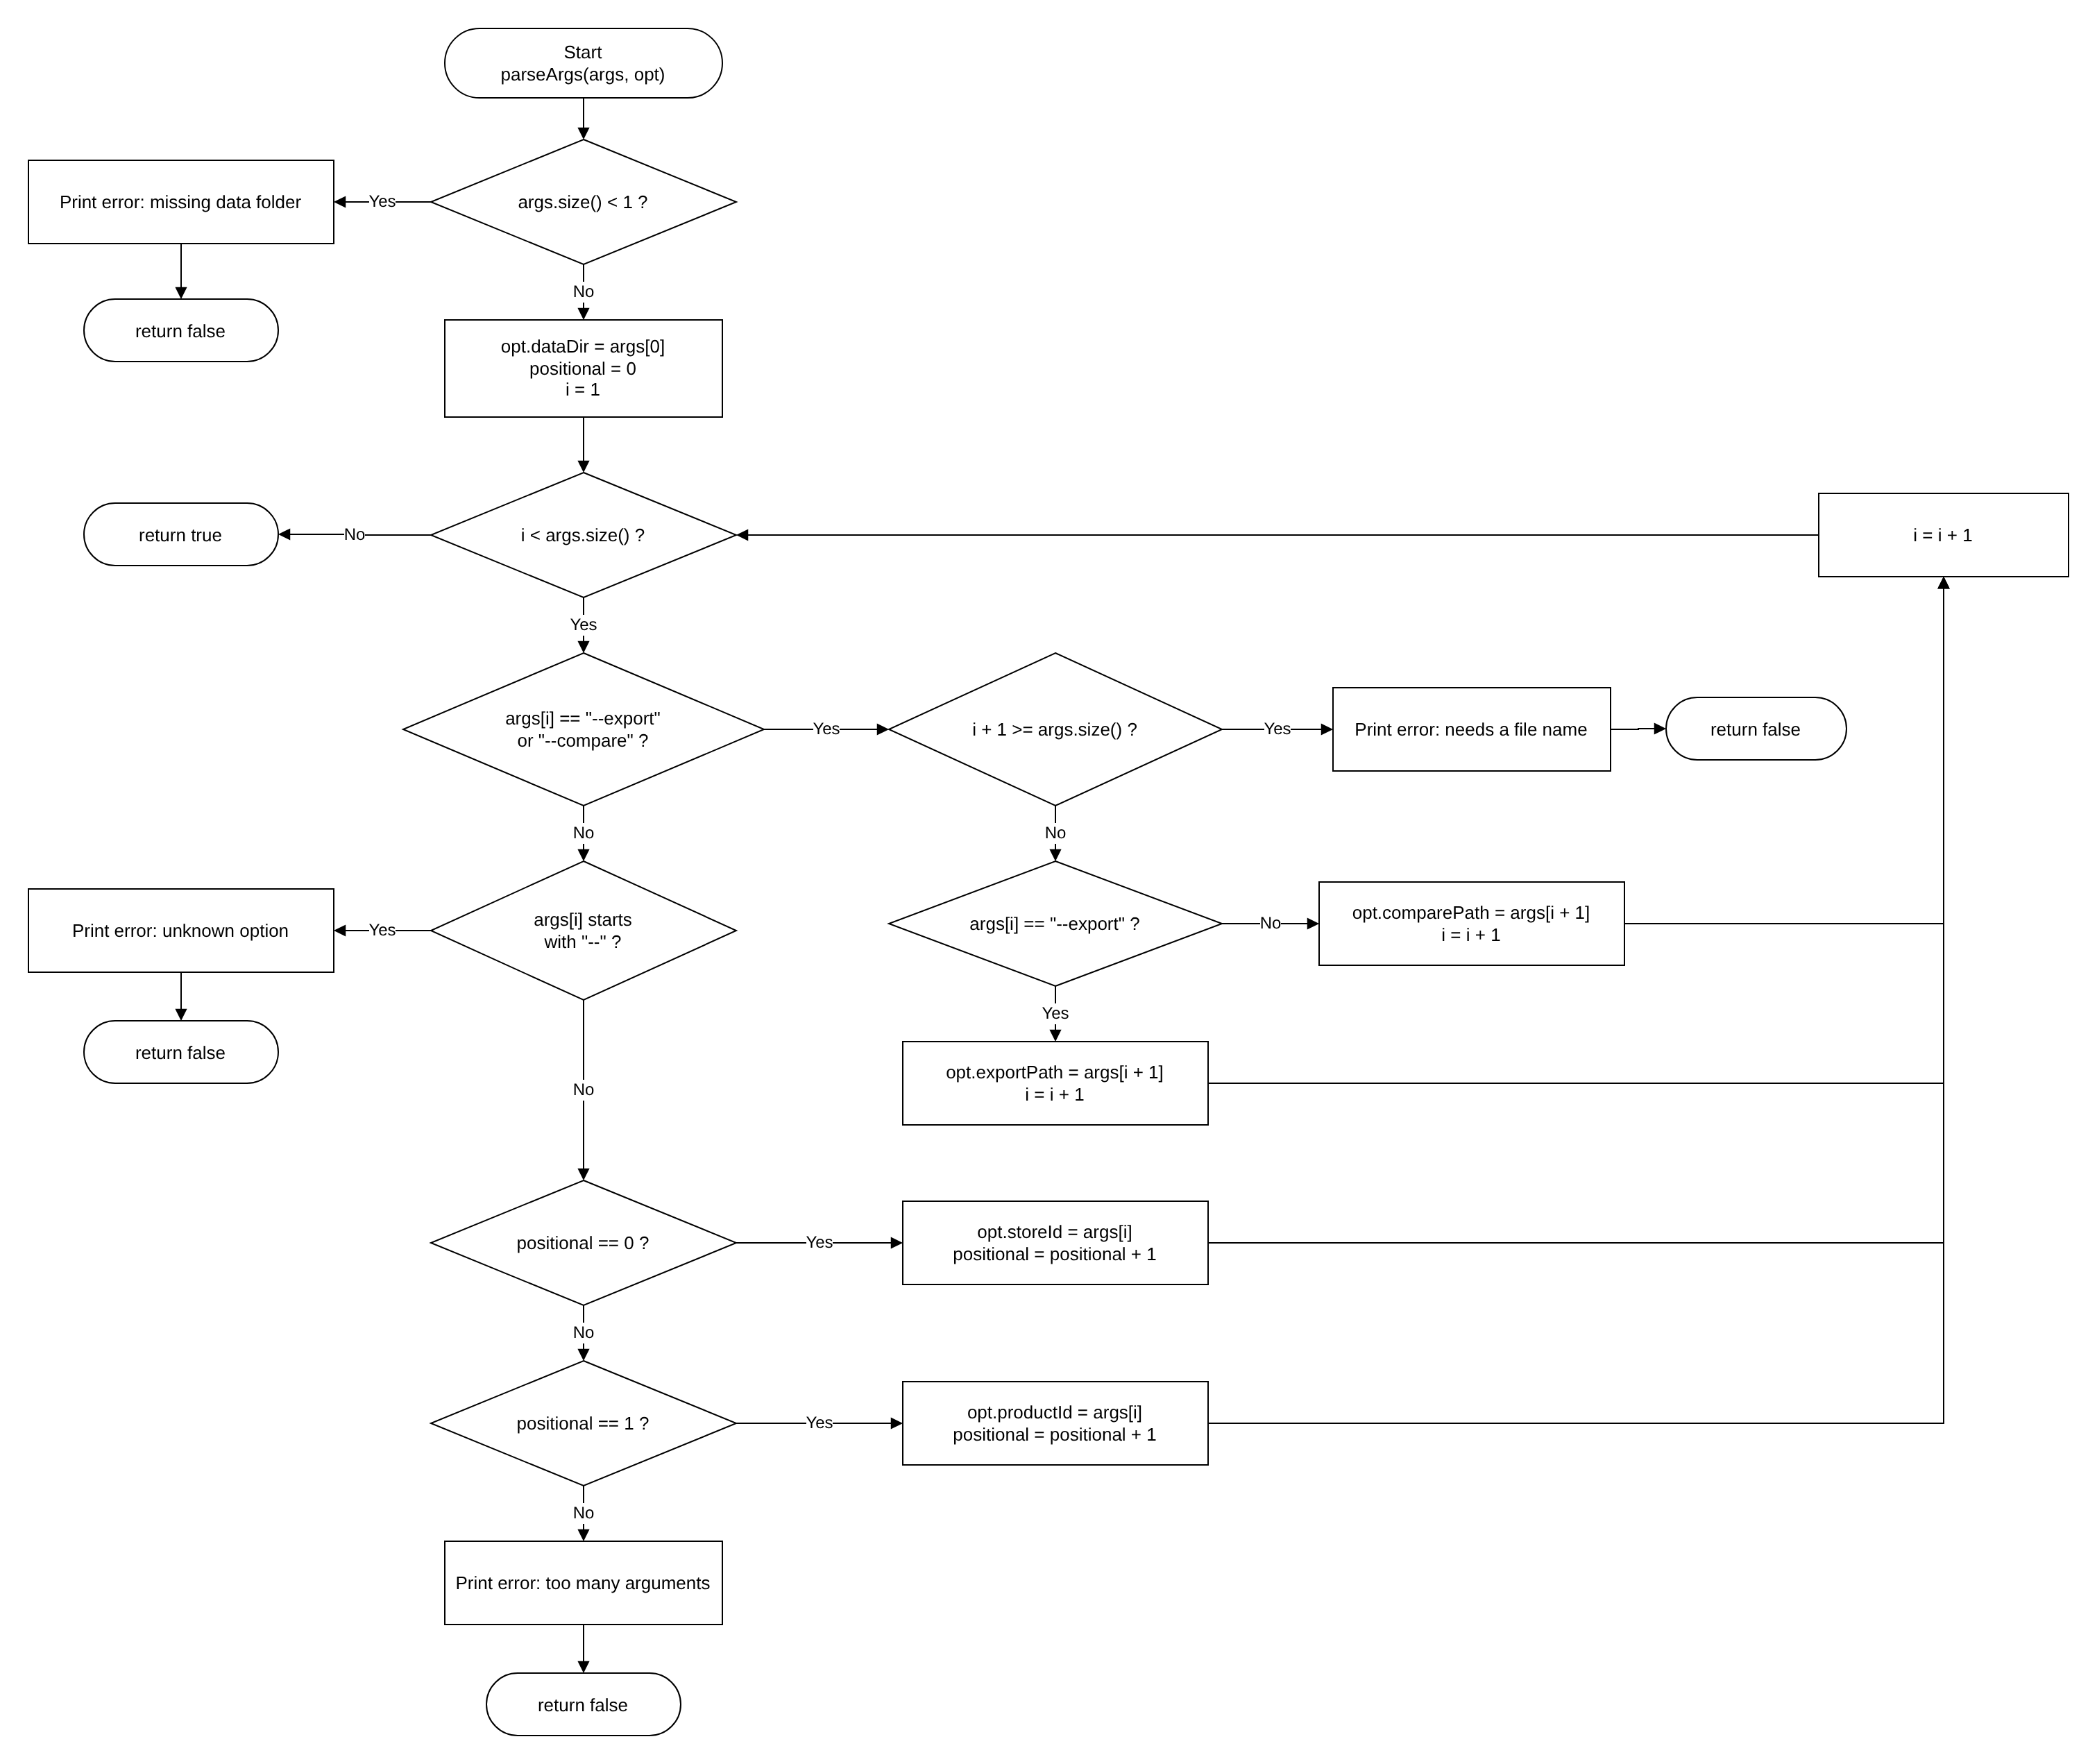 Start
parseArgs(args, opt)
args.size() < 1 ?
Yes
Print error: missing data folder
return false
No
opt.dataDir = args[0]
positional = 0
i = 1
i < args.size() ?
No
return true
i = i + 1
Yes
args[i] == "--export"
or "--compare" ?
Yes
i + 1 >= args.size() ?
Yes
Print error: needs a file name
return false
No
No
args[i] starts
with "--" ?
Yes
Print error: unknown option
return false
args[i] == "--export" ?
No
opt.comparePath = args[i + 1]
i = i + 1
Yes
opt.exportPath = args[i + 1]
i = i + 1
No
positional == 0 ?
Yes
opt.storeId = args[i]
positional = positional + 1
No
positional == 1 ?
Yes
opt.productId = args[i]
positional = positional + 1
No
Print error: too many arguments
return false